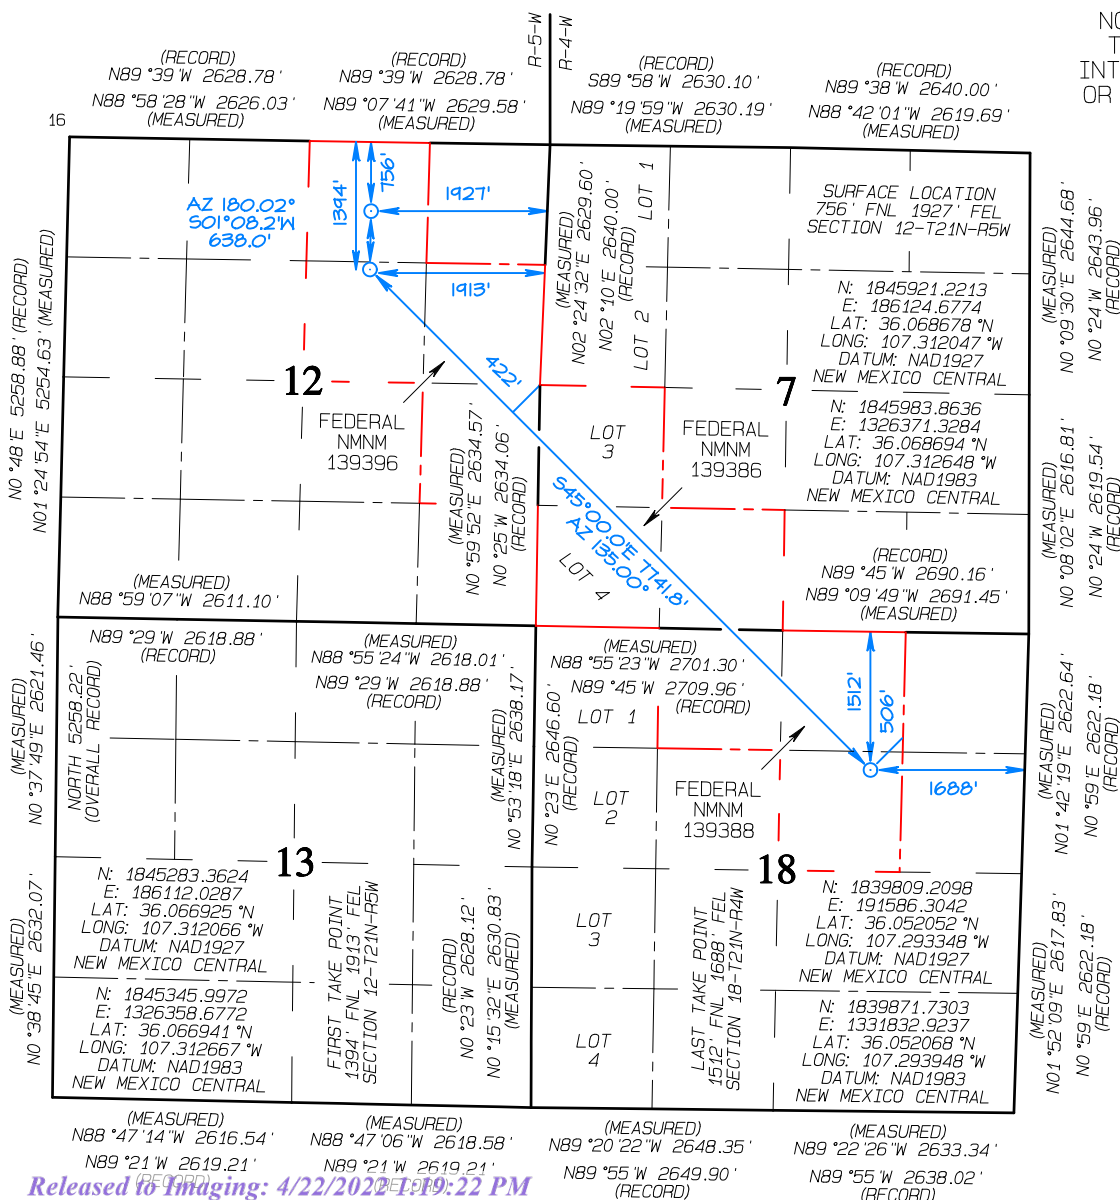 NO
T
INT
OR
R-5-W
R-4-W
(RECORD)
N89°39'W 2628.78'
N88°58'28"W 2626.03'
(MEASURED)
(RECORD)
N89°39'W 2628.78'
N89°07'41"W 2629.58'
(MEASURED)
(RECORD)
S89°58'W 2630.10'
N89°19'59"W 2630.19'
(MEASURED)
(RECORD)
N89°38'W 2640.00'
N88°42'01"W 2619.69'
(MEASURED)
16
AZ 180.02°
S01°08.2'W
638.0'
1394'
756'
1927'
1913'
(MEASURED)
N02°24'32"E 2629.60'
N02°10'E 2640.00'
(RECORD)
LOT 1
LOT 2
SURFACE LOCATION
756' FNL 1927' FEL
SECTION 12-T21N-R5W
N: 1845921.2213
E: 186124.6774
LAT: 36.068678°N
LONG: 107.312047°W
DATUM: NAD1927
NEW MEXICO CENTRAL
N: 1845983.8636
E: 1326371.3284
LAT: 36.068694°N
LONG: 107.312648°W
DATUM: NAD1983
NEW MEXICO CENTRAL
(MEASURED)
N0°09'30"E 2644.68'
N0°24'W 2643.96'
(RECORD)
N0°48'E 5258.88' (RECORD)
N01°24'54"E 5254.63' (MEASURED)
12
7
422'
FEDERAL
NMNM
139396
LOT
3
FEDERAL
NMNM
139386
(MEASURED)
N0°59'52"E 2634.57'
N0°25'W 2634.06'
(RECORD)
S45°00.0'E 7741.8'
AZ 135.00°
LOT 4
(MEASURED)
N0°08'02"E 2616.81'
N0°24'W 2619.54'
(RECORD)
(RECORD)
N89°45'W 2690.16'
N89°09'49"W 2691.45'
(MEASURED)
(MEASURED)
N88°59'07"W 2611.10'
N89°29'W 2618.88'
(RECORD)
(MEASURED)
N88°55'24"W 2618.01'
N89°29'W 2618.88'
(RECORD)
(MEASURED)
N88°55'23"W 2701.30'
N89°45'W 2709.96'
(RECORD)
(MEASURED)
N0°37'49"E 2621.46'
NORTH 5258.22'
(OVERALL RECORD)
(MEASURED)
N0°53'18"E 2638.17'
N0°23'E 2646.60'
(RECORD)
LOT 1
LOT
2
1512'
506'
1688'
FEDERAL
NMNM
139388
(MEASURED)
N01°42'19"E 2622.64'
N0°59'E 2622.18'
(RECORD)
13
18
N: 1845283.3624
E: 186112.0287
LAT: 36.066925°N
LONG: 107.312066°W
DATUM: NAD1927
NEW MEXICO CENTRAL
N: 1845345.9972
E: 1326358.6772
LAT: 36.066941°N
LONG: 107.312667°W
DATUM: NAD1983
NEW MEXICO CENTRAL
FIRST TAKE POINT
1394' FNL 1913' FEL
SECTION 12-T21N-R5W
(RECORD)
N0°23'W 2628.12'
N0°15'32"E 2630.83'
(MEASURED)
LOT
3
LOT
4
LAST TAKE POINT
1512' FNL 1688' FEL
SECTION 18-T21N-R4W
N: 1839809.2098
E: 191586.3042
LAT: 36.052052°N
LONG: 107.293348°W
DATUM: NAD1927
NEW MEXICO CENTRAL
N: 1839871.7303
E: 1331832.9237
LAT: 36.052068°N
LONG: 107.293948°W
DATUM: NAD1983
NEW MEXICO CENTRAL
(MEASURED)
N0°38'45"E 2632.07'
(MEASURED)
N01°52'09"E 2617.83'
N0°59'E 2622.18'
(RECORD)
(MEASURED)
N88°47'14"W 2616.54'
N89°21'W 2619.21'
(RECORD)
(MEASURED)
N88°47'06"W 2618.58'
N89°21'W 2619.21'
(RECORD)
(MEASURED)
N89°20'22"W 2648.35'
N89°55'W 2649.90'
(RECORD)
(MEASURED)
N89°22'26"W 2633.34'
N89°55'W 2638.02'
(RECORD)
Released to Imaging: 4/22/2021 1:19:22 PM